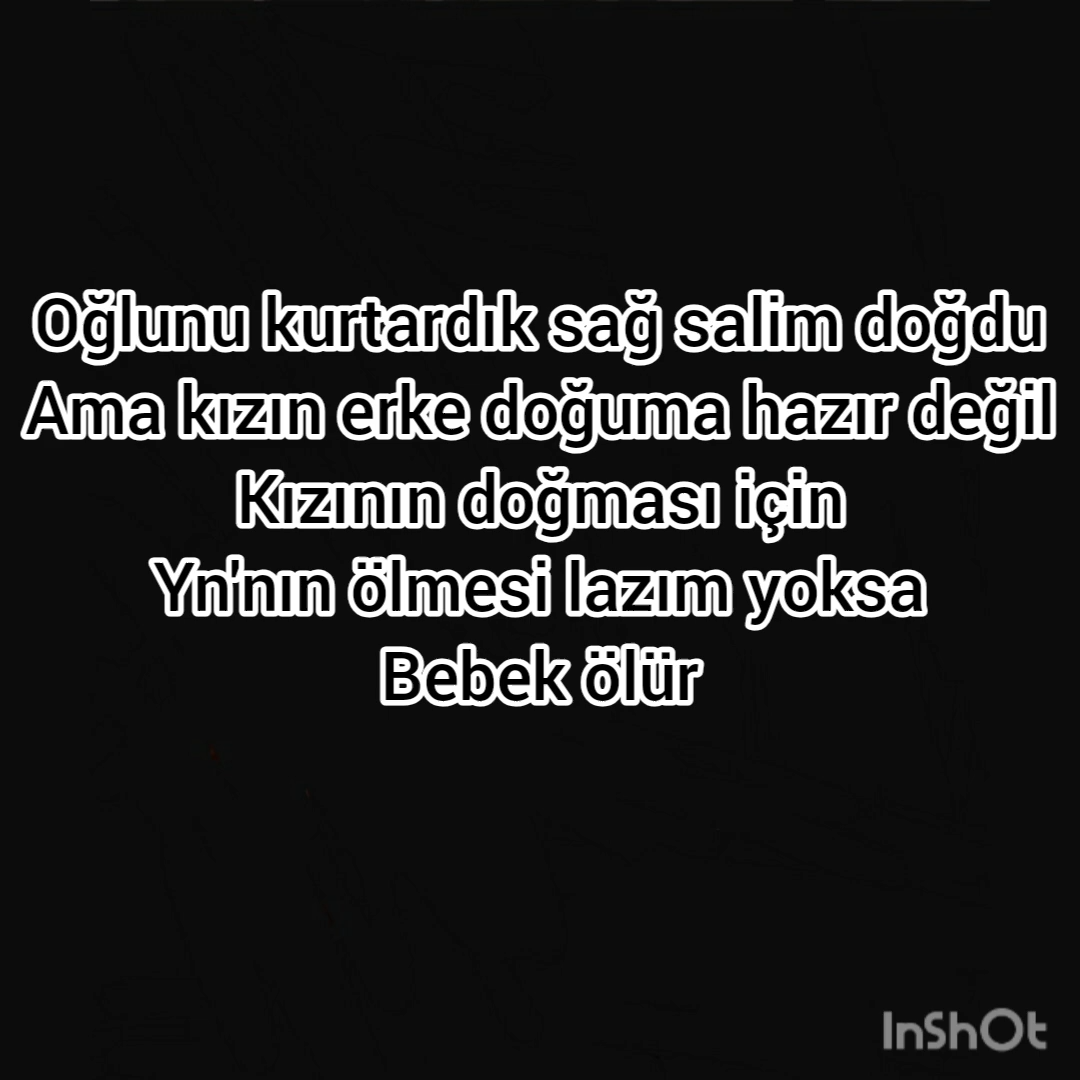 Oğlunu kurtardık sağ salim doğdu
Ama kızın erke doğuma hazır değil
Kızının doğması için
Yn'nın ölmesi lazım yoksa
Bebek ölür
InShOt